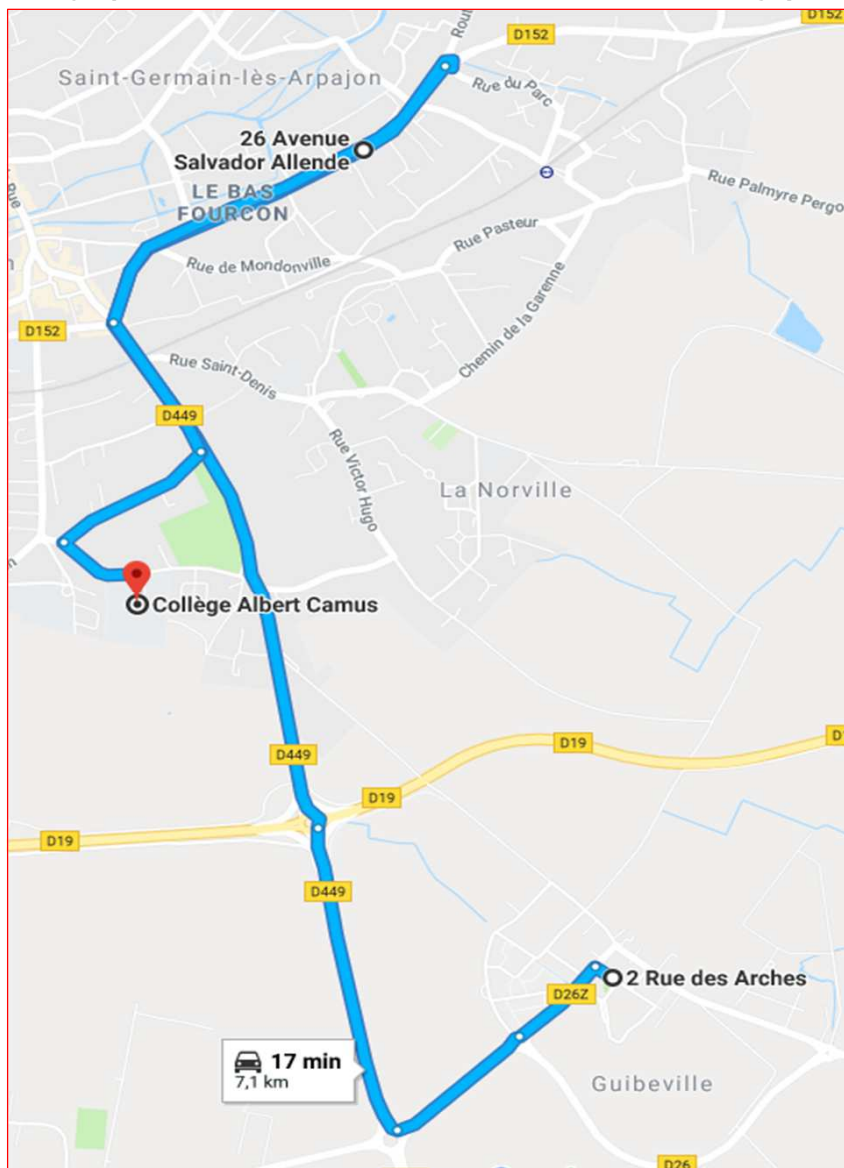 D152
D152
Rout
Saint-Germain-lès-Arpajon
Rue du Parc
26 Avenue
Salvador Allende
LE BAS
FOURCON
Rue
Rue Palmyre Pergo
Rue Pasteur
Rue de Mondonville
Chemin de la Garenne
D152
Rue Saint-Denis
D449
Rue Victor Hugo
La Norville
Collège Albert Camus
D449
D19
D19
D19
D449
2 Rue des Arches
D26Z
17 min
7,1 km
Guibeville
D26